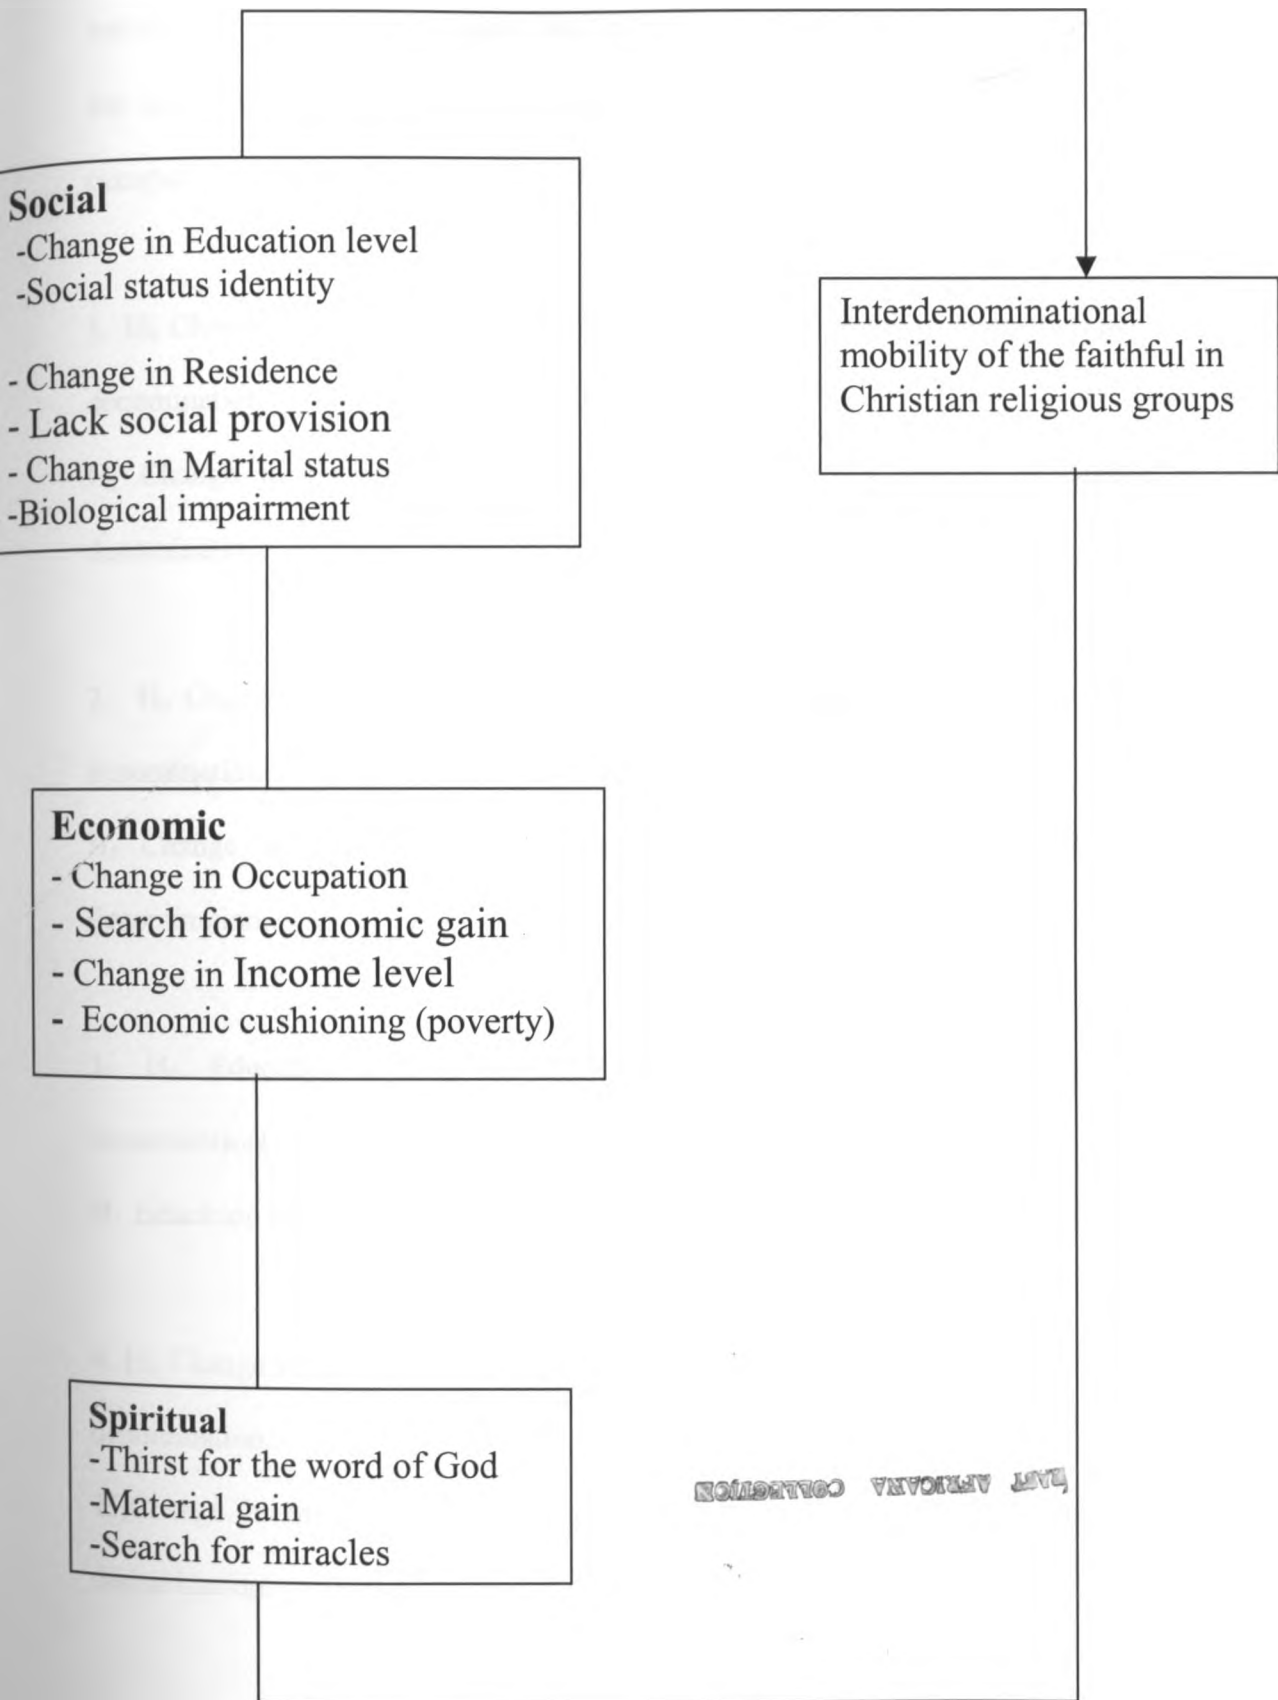 Social
-Change in Education level
-Social status identity
- Change in Residence
- Lack social provision
- Change in Marital status
-Biological impairment
Interdenominational
mobility of the faithful in
Christian religious groups
Economic
- Change in Occupation
- Search for economic gain
- Change in Income level
- Economic cushioning (poverty)
Spiritual
-Thirst for the word of God
-Material gain
-Search for miracles
EAST AFRICANA COLLECTION